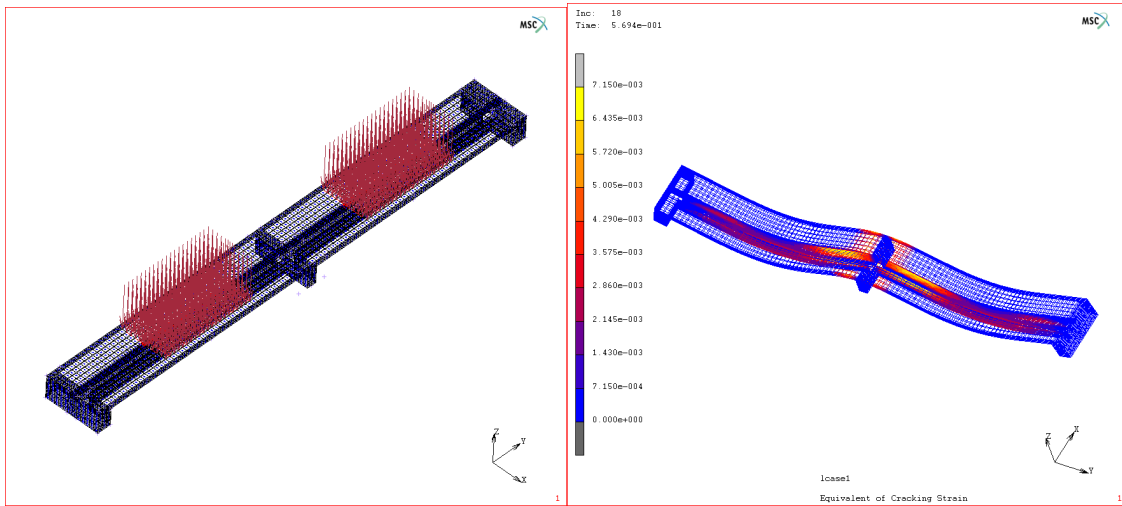 MSC
Z
Y
X
1
Inc: 18
Time: 5.694e-001
MSC
7.150e-003
6.435e-003
5.720e-003
5.005e-003
4.290e-003
3.575e-003
2.860e-003
2.145e-003
1.430e-003
7.150e-004
0.000e+000
Z
X
Y
lcase1
Equivalent of Cracking Strain
1